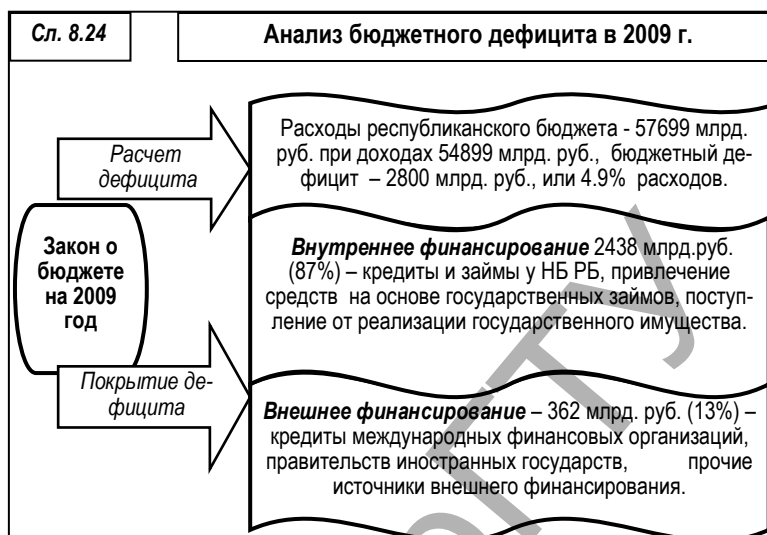 Сл. 8.24
Анализ бюджетного дефицита в 2009 г.
Расчет
дефицита
Расходы республиканского бюджета - 57699 млрд.
руб. при доходах 54899 млрд. руб., бюджетный де-
фицит – 2800 млрд. руб., или 4.9% расходов.
Закон о
бюджете
на 2009
год
Внутреннее финансирование 2438 млрд.руб.
(87%) – кредиты и займы у НБ РБ, привлечение
средств на основе государственных займов, поступ-
ление от реализации государственного имущества.
Покрытие де-
фицита
Внешнее финансирование – 362 млрд. руб. (13%) –
кредиты международных финансовых организаций,
правительств иностранных государств, прочие
источники внешнего финансирования.